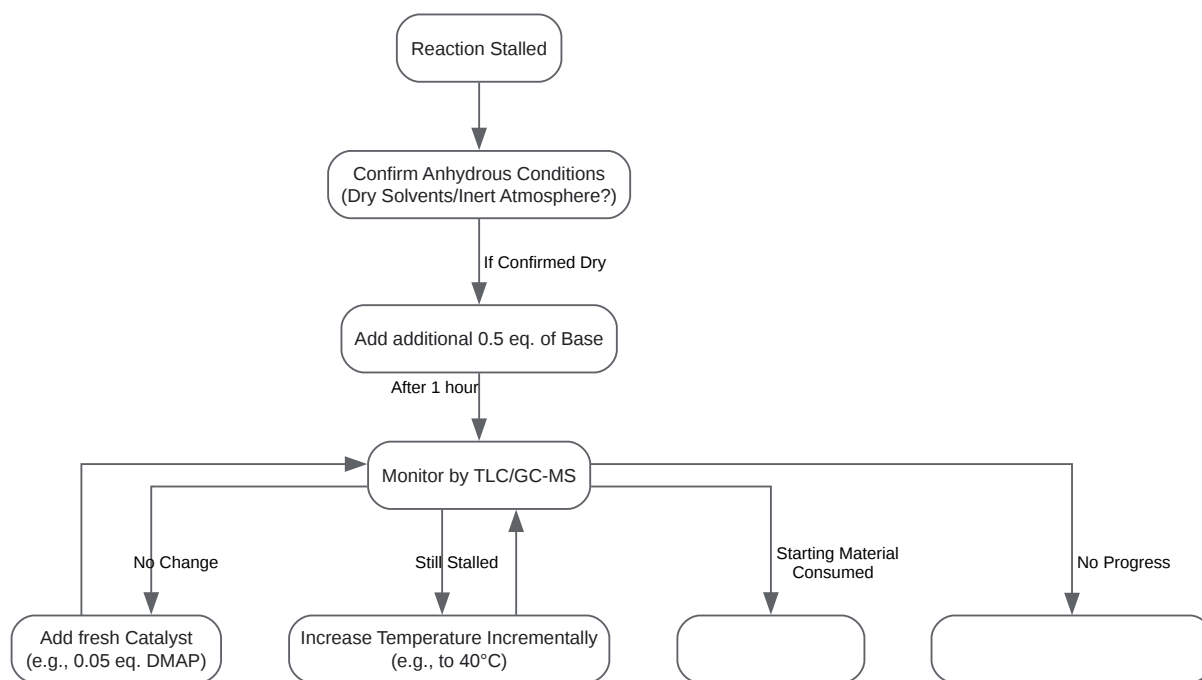 Reaction Stalled
Confirm Anhydrous Conditions
(Dry Solvents/Inert Atmosphere?)
If Confirmed Dry
Add additional 0.5 eq. of Base
After 1 hour
Monitor by TLC/GC-MS
No Change
Still Stalled
Starting Material
Consumed
No Progress
Add fresh Catalyst
(e.g., 0.05 eq. DMAP)
Increase Temperature Incrementally
(e.g., to 40°C)